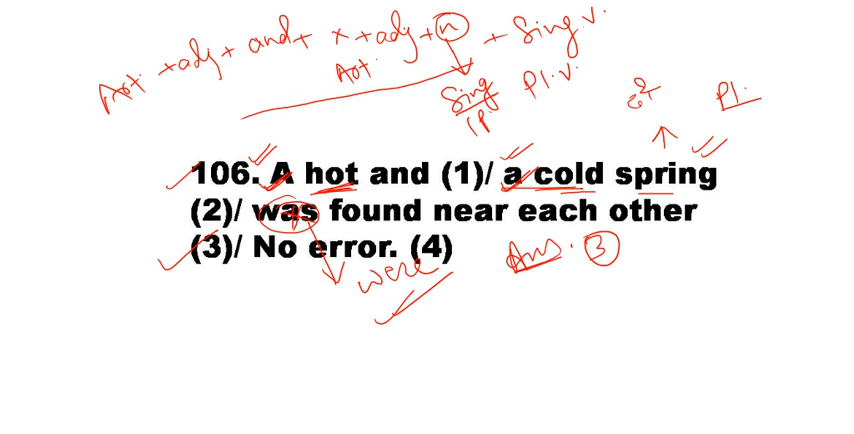 Art. + adj + and + x + adj + n + Sing. v.
Art.
Sing Pl. v.
Pl.
106. A hot and (1)/ a cold spring
(2)/ was found near each other
(3)/ No error. (4) Ans. 3
were